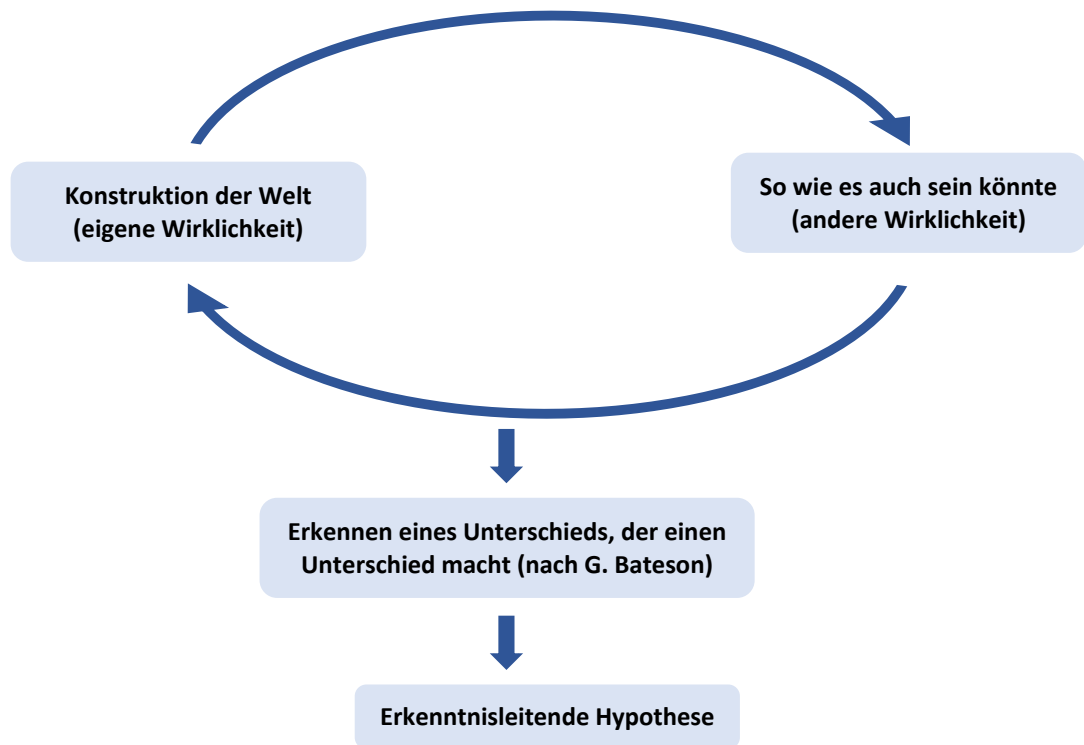 Konstruktion der Welt
(eigene Wirklichkeit)
So wie es auch sein könnte
(andere Wirklichkeit)
Erkennen eines Unterschieds, der einen
Unterschied macht (nach G. Bateson)
Erkenntnisleitende Hypothese